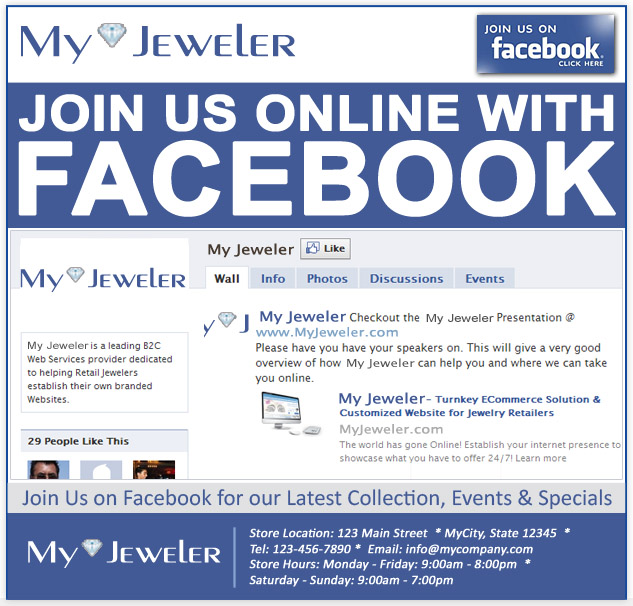 My Jeweler
JOIN US ON
facebook.
CLICK HERE
JOIN US ONLINE WITH
FACEBOOK
My Jeweler
My Jeweler Like
Wall Info Photos Discussions Events
My Jeweler is a leading B2C
Web Services provider dedicated
to helping Retail Jewelers
establish their own branded
Websites.
29 People Like This
y J
My Jeweler Checkout the My Jeweler Presentation @
www.MyJeweler.com
Please have you have your speakers on. This will give a very good
overview of how My Jeweler can help you and where we can take
you online.
My Jeweler- Turnkey ECommerce Solution &
Customized Website for Jewelry Retailers
MyJeweler.com
The world has gone Online! Establish your internet presence to
showcase what you have to offer 24/7! Learn more
Join Us on Facebook for our Latest Collection, Events & Specials
My Jeweler
Store Location: 123 Main Street * MyCity, State 12345 *
Tel: 123-456-7890 * Email: info@mycompany.com
Store Hours: Monday - Friday: 9:00am - 8:00pm *
Saturday - Sunday: 9:00am - 7:00pm